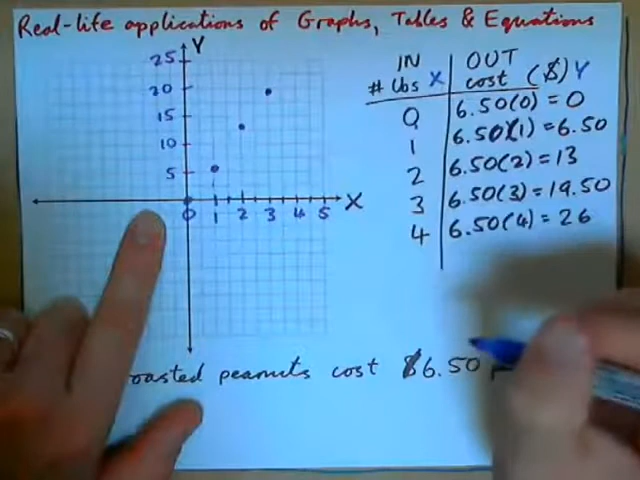 Real-life applications of Graphs, Tables & Equations
Y
25
20
15
10
5
0 1 2 3 4 5 X
IN OUT
# lbs X cost ($) Y
0 6.50(0) = 0
1 6.50(1) = 6.50
2 6.50(2) = 13
3 6.50(3) = 19.50
4 6.50(4) = 26
peanuts cost $6.50